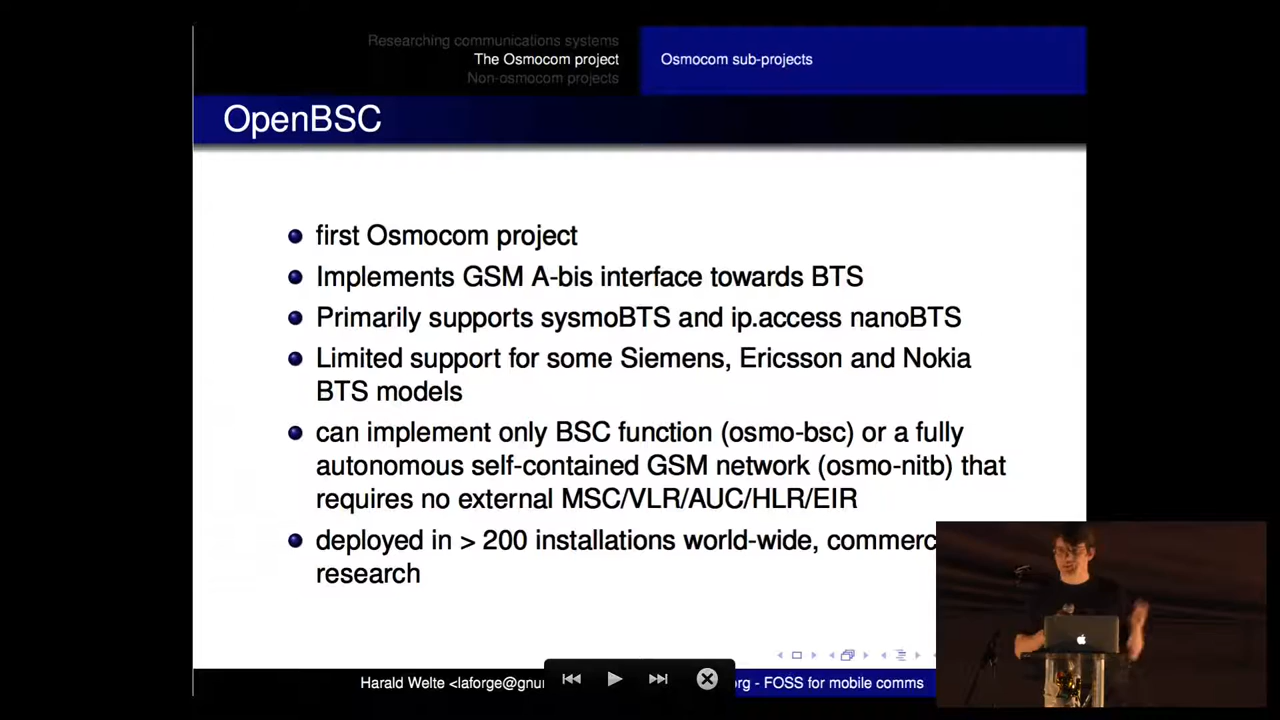 Researching communications systems
The Osmocom project
Non-osmocom projects
Osmocom sub-projects
OpenBSC
first Osmocom project
Implements GSM A-bis interface towards BTS
Primarily supports sysmoBTS and ip.access nanoBTS
Limited support for some Siemens, Ericsson and Nokia
BTS models
can implement only BSC function (osmo-bsc) or a fully
autonomous self-contained GSM network (osmo-nitb) that
requires no external MSC/VLR/AUC/HLR/EIR
deployed in > 200 installations world-wide, commerc
research
Harald Welte <laforge@gnu
org - FOSS for mobile comms